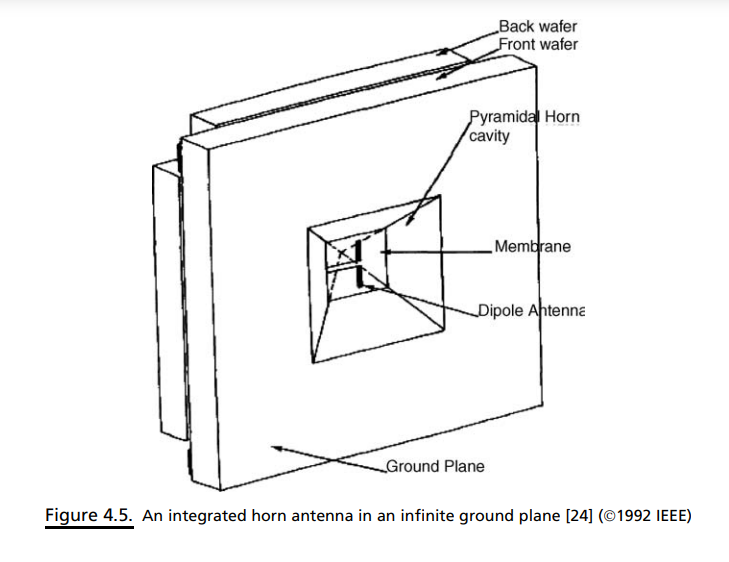 Back wafer
Front wafer
Pyramidal Horn
cavity
Membrane
Dipole Antenna
Ground Plane
Figure 4.5. An integrated horn antenna in an infinite ground plane [24] (©1992 IEEE)